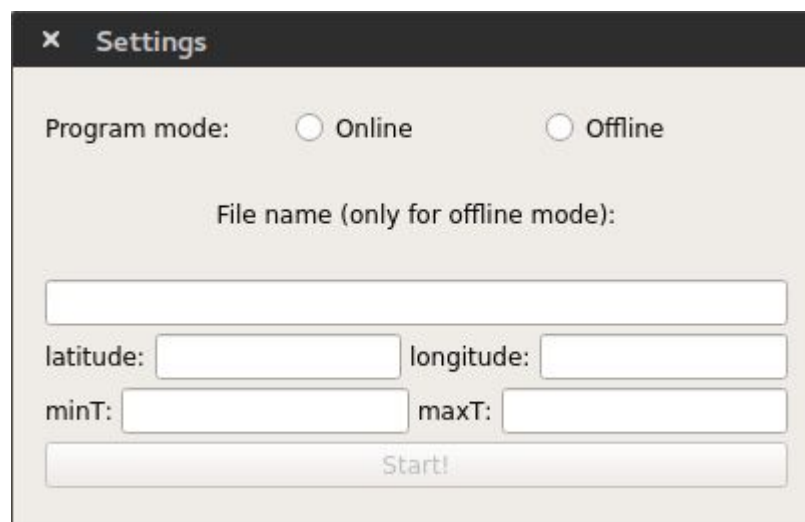 Settings
Program mode: Online Offline
File name (only for offline mode):
latitude: longitude:
minT: maxT:
Start!